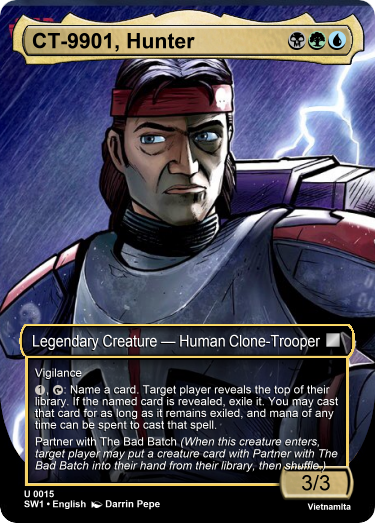 CT-9901, Hunter
Legendary Creature — Human Clone-Trooper
Vigilance
1, T: Name a card. Target player reveals the top of their
library. If the named card is revealed, exile it. You may cast
that card for as long as it remains exiled, and mana of any
time can be spent to cast that spell.
Partner with The Bad Batch (When this creature enters,
target player may put a creature card with Partner with The
Bad Batch into their hand from their library, then shuffle.)
3/3
U 0015
SW1 • English Darrin Pepe
Vietnamita